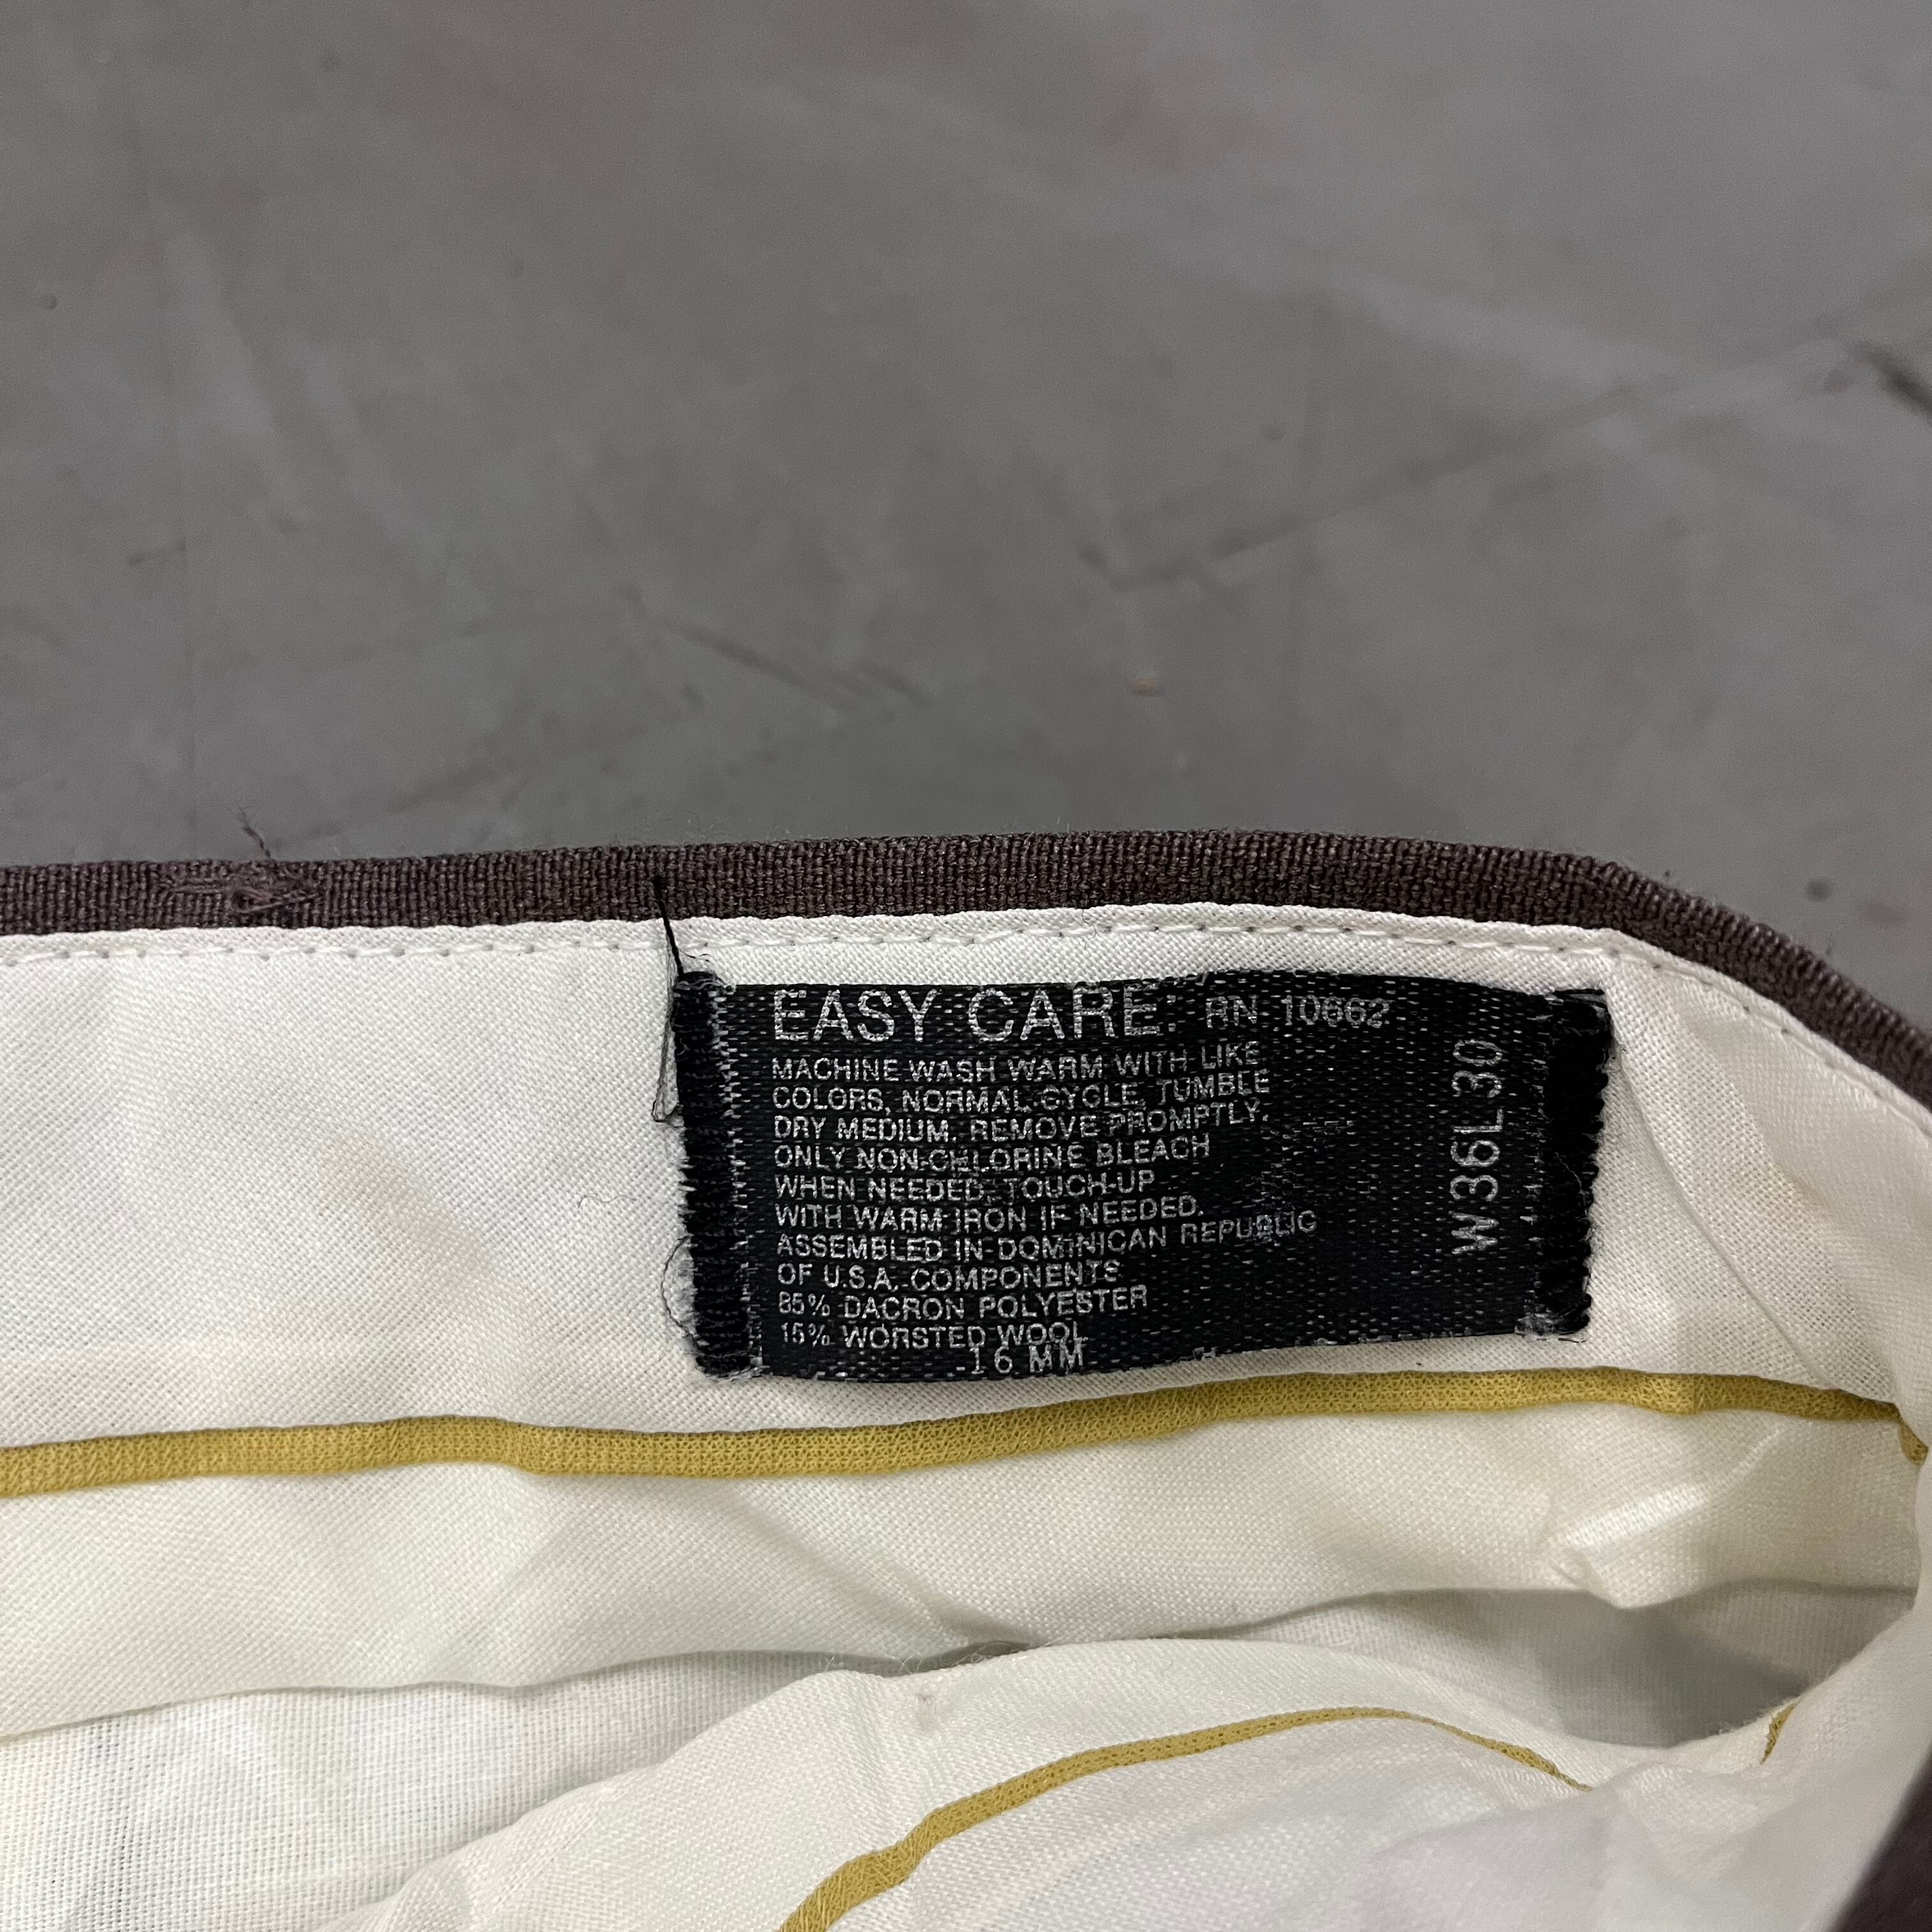 EASY CARE: RN 10662
MACHINE WASH WARM WITH LIKE
COLORS, NORMAL CYCLE, TUMBLE
DRY MEDIUM. REMOVE PROMPTLY.
ONLY NON-CHLORINE BLEACH
WHEN NEEDED. TOUCH-UP
WITH WARM IRON IF NEEDED.
ASSEMBLED IN DOMINICAN REPUBLIC
OF U.S.A. COMPONENTS
85% DACRON POLYESTER
15% WORSTED WOOL
16 MM
W36L30